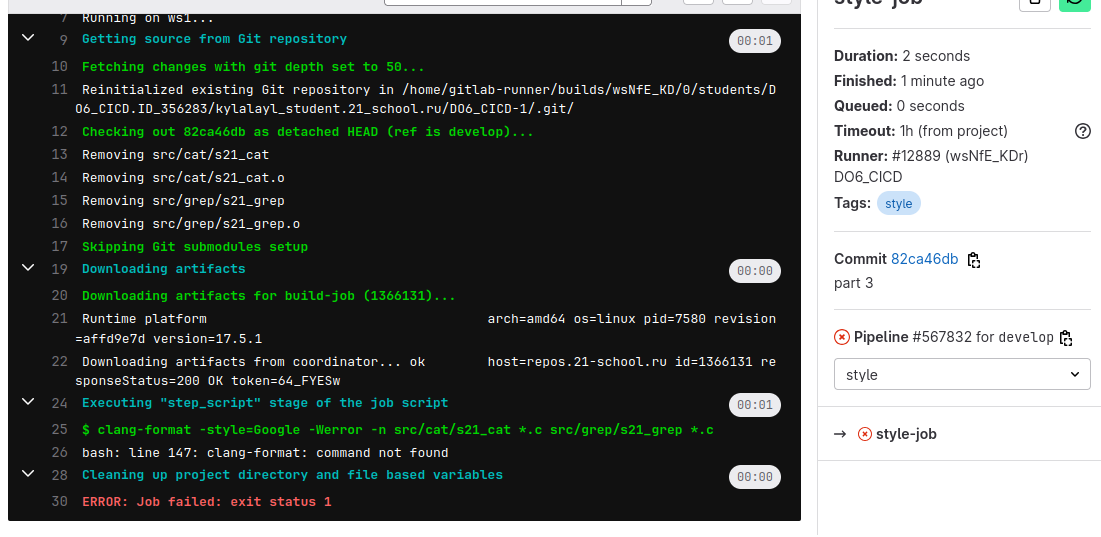 7 Running on ws1...
9 Getting source from Git repository 00:01
10 Fetching changes with git depth set to 50...
11 Reinitialized existing Git repository in /home/gitlab-runner/builds/wsNfE_KD/0/students/D
O6_CICD.ID_356283/kylalayl_student.21_school.ru/DO6_CICD-1/.git/
12 Checking out 82ca46db as detached HEAD (ref is develop)...
13 Removing src/cat/s21_cat
14 Removing src/cat/s21_cat.o
15 Removing src/grep/s21_grep
16 Removing src/grep/s21_grep.o
17 Skipping Git submodules setup
19 Downloading artifacts 00:00
20 Downloading artifacts for build-job (1366131)...
21 Runtime platform arch=amd64 os=linux pid=7580 revision
=affd9e7d version=17.5.1
22 Downloading artifacts from coordinator... ok host=repos.21-school.ru id=1366131 re
sponseStatus=200 OK token=64_FYESw
24 Executing "step_script" stage of the job script 00:01
25 $ clang-format -style=Google -Werror -n src/cat/s21_cat *.c src/grep/s21_grep *.c
26 bash: line 147: clang-format: command not found
28 Cleaning up project directory and file based variables 00:00
30 ERROR: Job failed: exit status 1
style-job
Duration: 2 seconds
Finished: 1 minute ago
Queued: 0 seconds
Timeout: 1h (from project)
Runner: #12889 (wsNfE_KDr)
DO6_CICD
Tags: style
Commit 82ca46db
part 3
Pipeline #567832 for develop
style
→ style-job